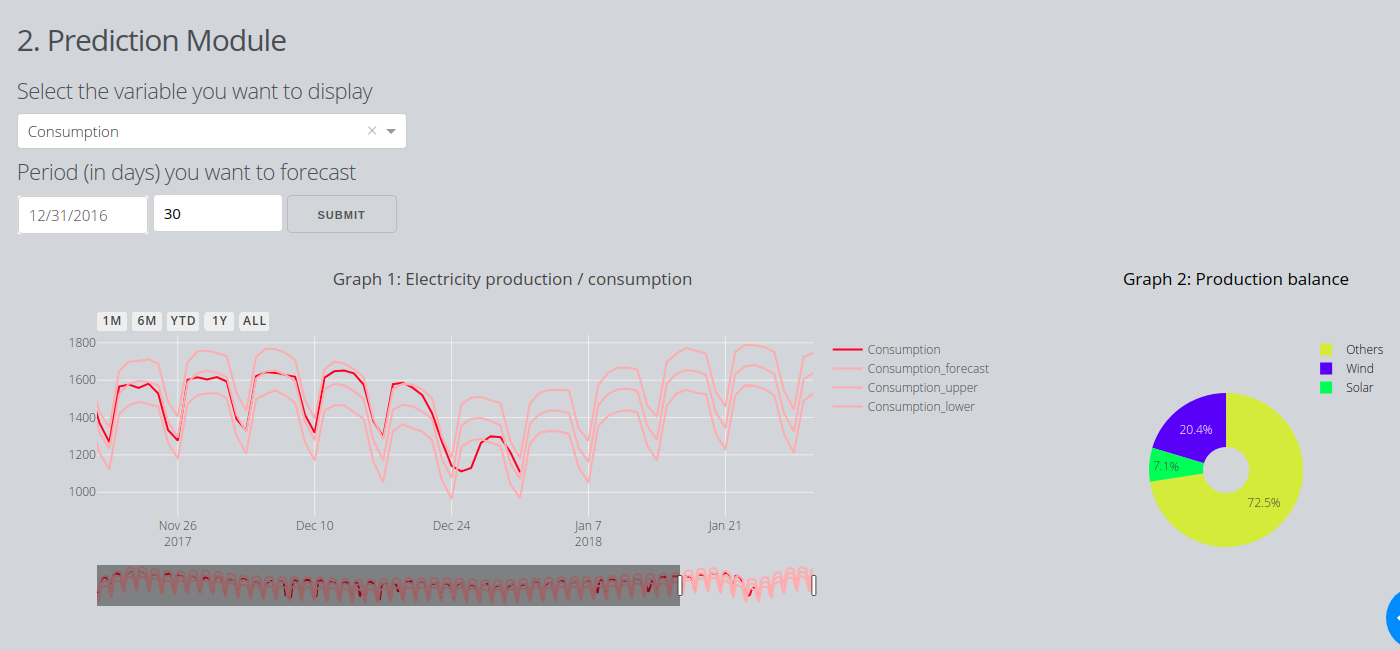 2. Prediction Module
Select the variable you want to display
Consumption
Period (in days) you want to forecast
12/31/2016 30 SUBMIT
Graph 1: Electricity production / consumption
1M 6M YTD 1Y ALL
1800
1600
1400
1200
1000
Nov 26
2017
Dec 10
Dec 24
Jan 7
2018
Jan 21
Consumption
Consumption_forecast
Consumption_upper
Consumption_lower
Graph 2: Production balance
Others
Wind
Solar
20.4%
7.1%
72.5%